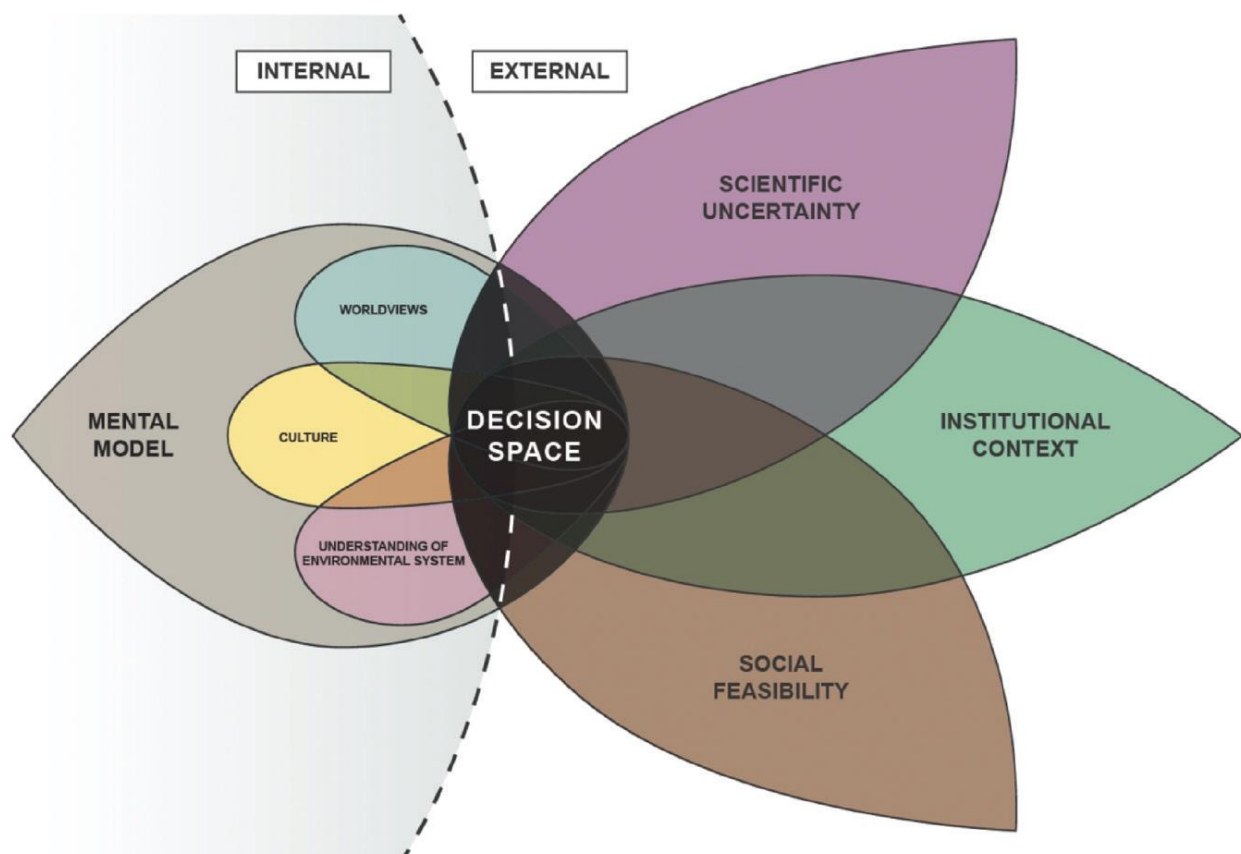 INTERNAL
EXTERNAL
SCIENTIFIC
UNCERTAINTY
WORLDVIEWS
MENTAL
MODEL
CULTURE
DECISION
SPACE
INSTITUTIONAL
CONTEXT
UNDERSTANDING OF
ENVIRONMENTAL SYSTEM
SOCIAL
FEASIBILITY